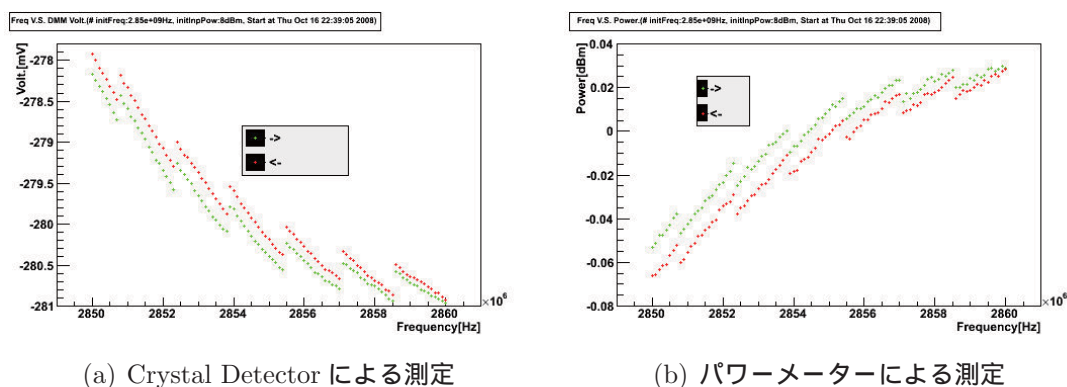 Freq V.S. DMM Volt.(# initFreq:2.85e+09Hz, initInpPow:8dBm, Start at Thu Oct 16 22:39:05 2008)
Volt.[mV]
-278
-278.5
-279
-279.5
-280
-280.5
-281
->
<-
2850 2852 2854 2856 2858 2860
×10⁶
Frequency[Hz]
(a) Crystal Detector による測定
Freq V.S. Power.(# initFreq:2.85e+09Hz, initInpPow:8dBm, Start at Thu Oct 16 22:39:05 2008)
Power[dBm]
0.04
0.02
0
-0.02
-0.04
-0.06
-0.08
->
<-
2850 2852 2854 2856 2858 2860
×10⁶
Frequency[Hz]
(b) パワーメーターによる測定